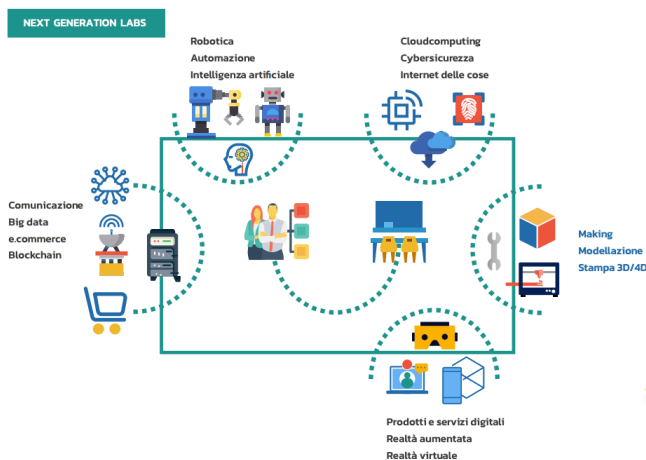 NEXT GENERATION LABS
Robotica
Automazione
Intelligenza artificiale
Cloudcomputing
Cybersicurezza
Internet delle cose
Comunicazione
Big data
e.commerce
Blockchain
Making
Modellazione
Stampa 3D/4D
Prodotti e servizi digitali
Realtà aumentata
Realtà virtuale